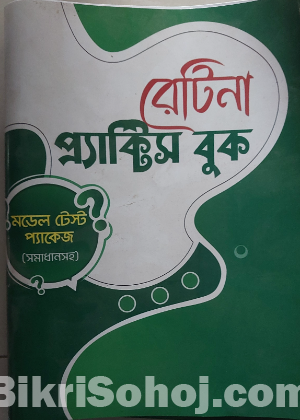 রেটিনা
প্র্যাক্টিস বুক
মডেল টেস্ট
প্যাকেজ
(সমাধানসহ)
BikriSohoj.com